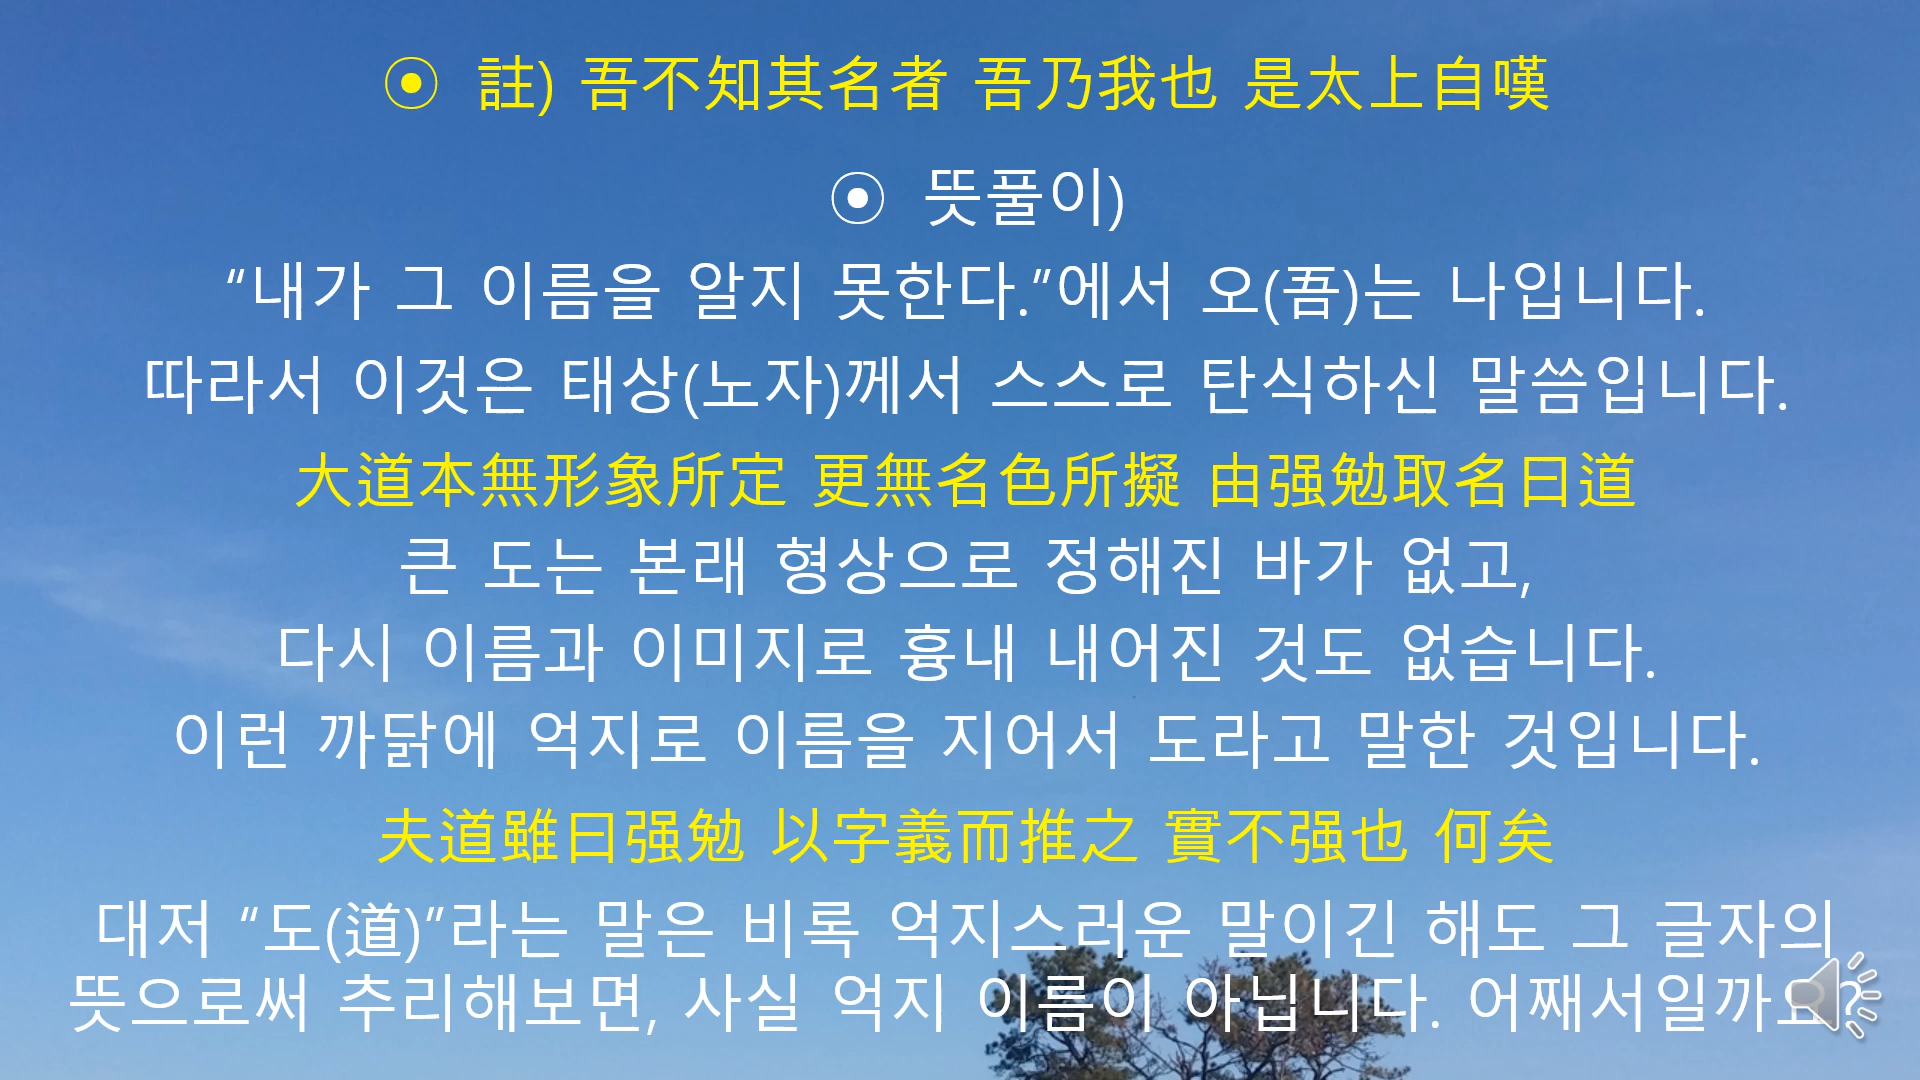 ⊙ 註) 吾不知其名者 吾乃我也 是太上自嘆
⊙ 뜻풀이)
“내가 그 이름을 알지 못한다.”에서 오(吾)는 나입니다.
따라서 이것은 태상(노자)께서 스스로 탄식하신 말씀입니다.
大道本無形象所定 更無名色所擬 由强勉取名曰道
큰 도는 본래 형상으로 정해진 바가 없고,
다시 이름과 이미지로 흉내 내어진 것도 없습니다.
이런 까닭에 억지로 이름을 지어서 도라고 말한 것입니다.
夫道雖曰强勉 以字義而推之 實不强也 何矣
대저 “도(道)”라는 말은 비록 억지스러운 말이긴 해도 그 글자의
뜻으로써 추리해보면, 사실 억지 이름이 아닙니다. 어째서일까요?